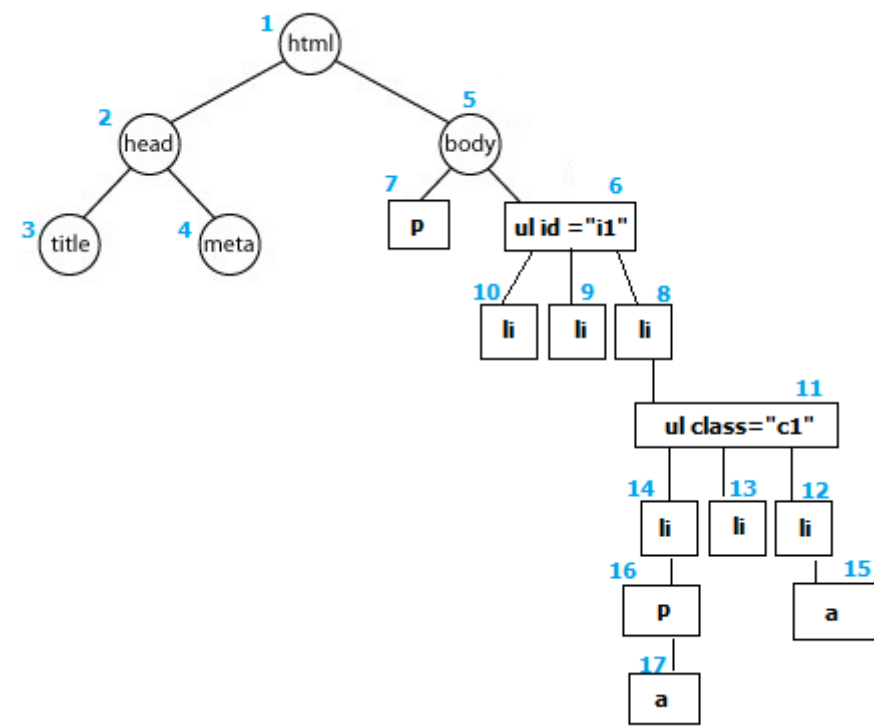 1
html
2
head
5
body
3
title
4
meta
7
p
6
ul id ="i1"
10
li
9
li
8
li
11
ul class="c1"
14
li
13
li
12
li
16
p
15
a
17
a